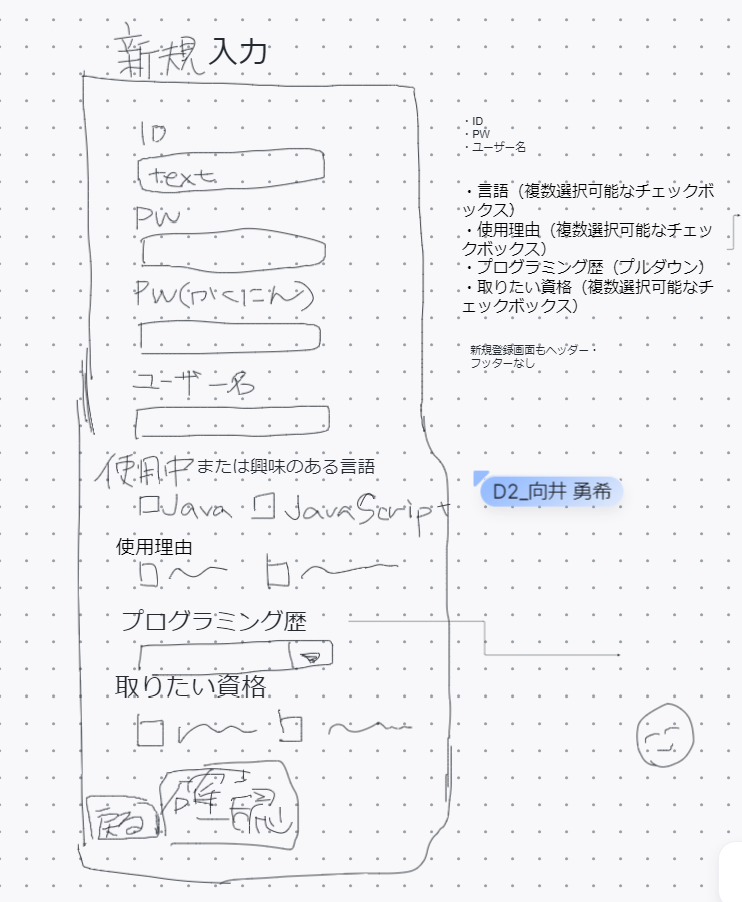 新規入力
ID
text
PW
PW(かくにん)
ユーザー名
使用中または興味のある言語
Java JavaScript
使用理由
プログラミング歴
取りたい資格
戻る 確認
・ID
・PW
・ユーザー名
・言語（複数選択可能なチェックボ
ックス）
・使用理由（複数選択可能なチェッ
クボックス）
・プログラミング歴（プルダウン）
・取りたい資格（複数選択可能なチ
ェックボックス）
新規登録画面もヘッダー・
フッターなし
D2_向井 勇希